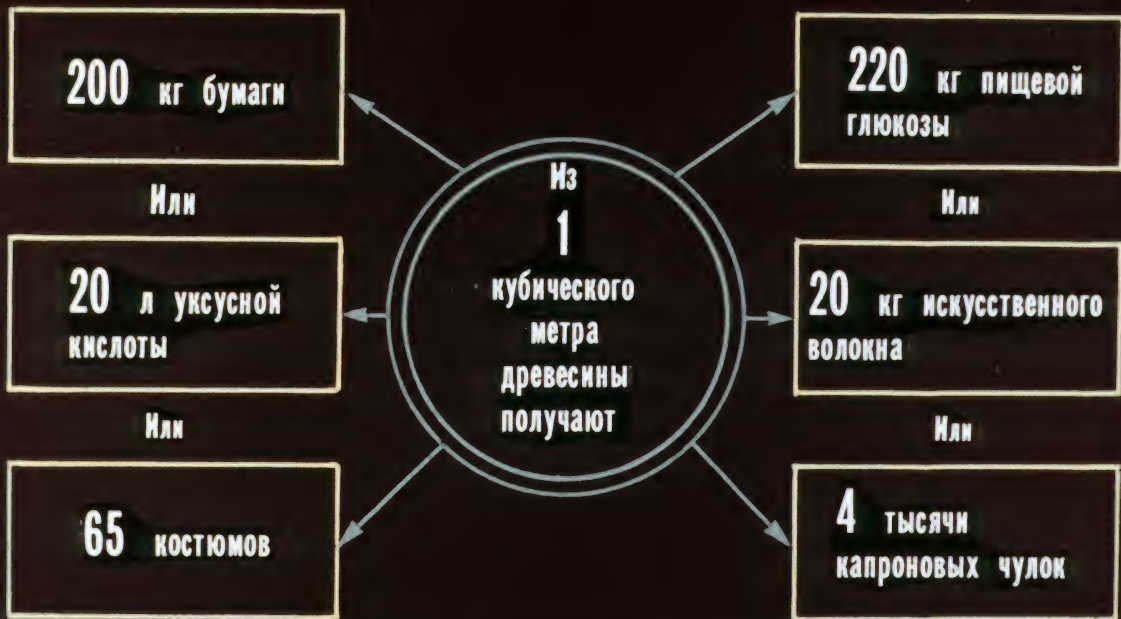 200 кг бумаги
Или
20 л уксусной
кислоты
Или
65 костюмов
Из
1
кубического
метра
древесины
получают
220 кг пищевой
глюкозы
Или
20 кг искусственного
волокна
Или
4 тысячи
капроновых чулок